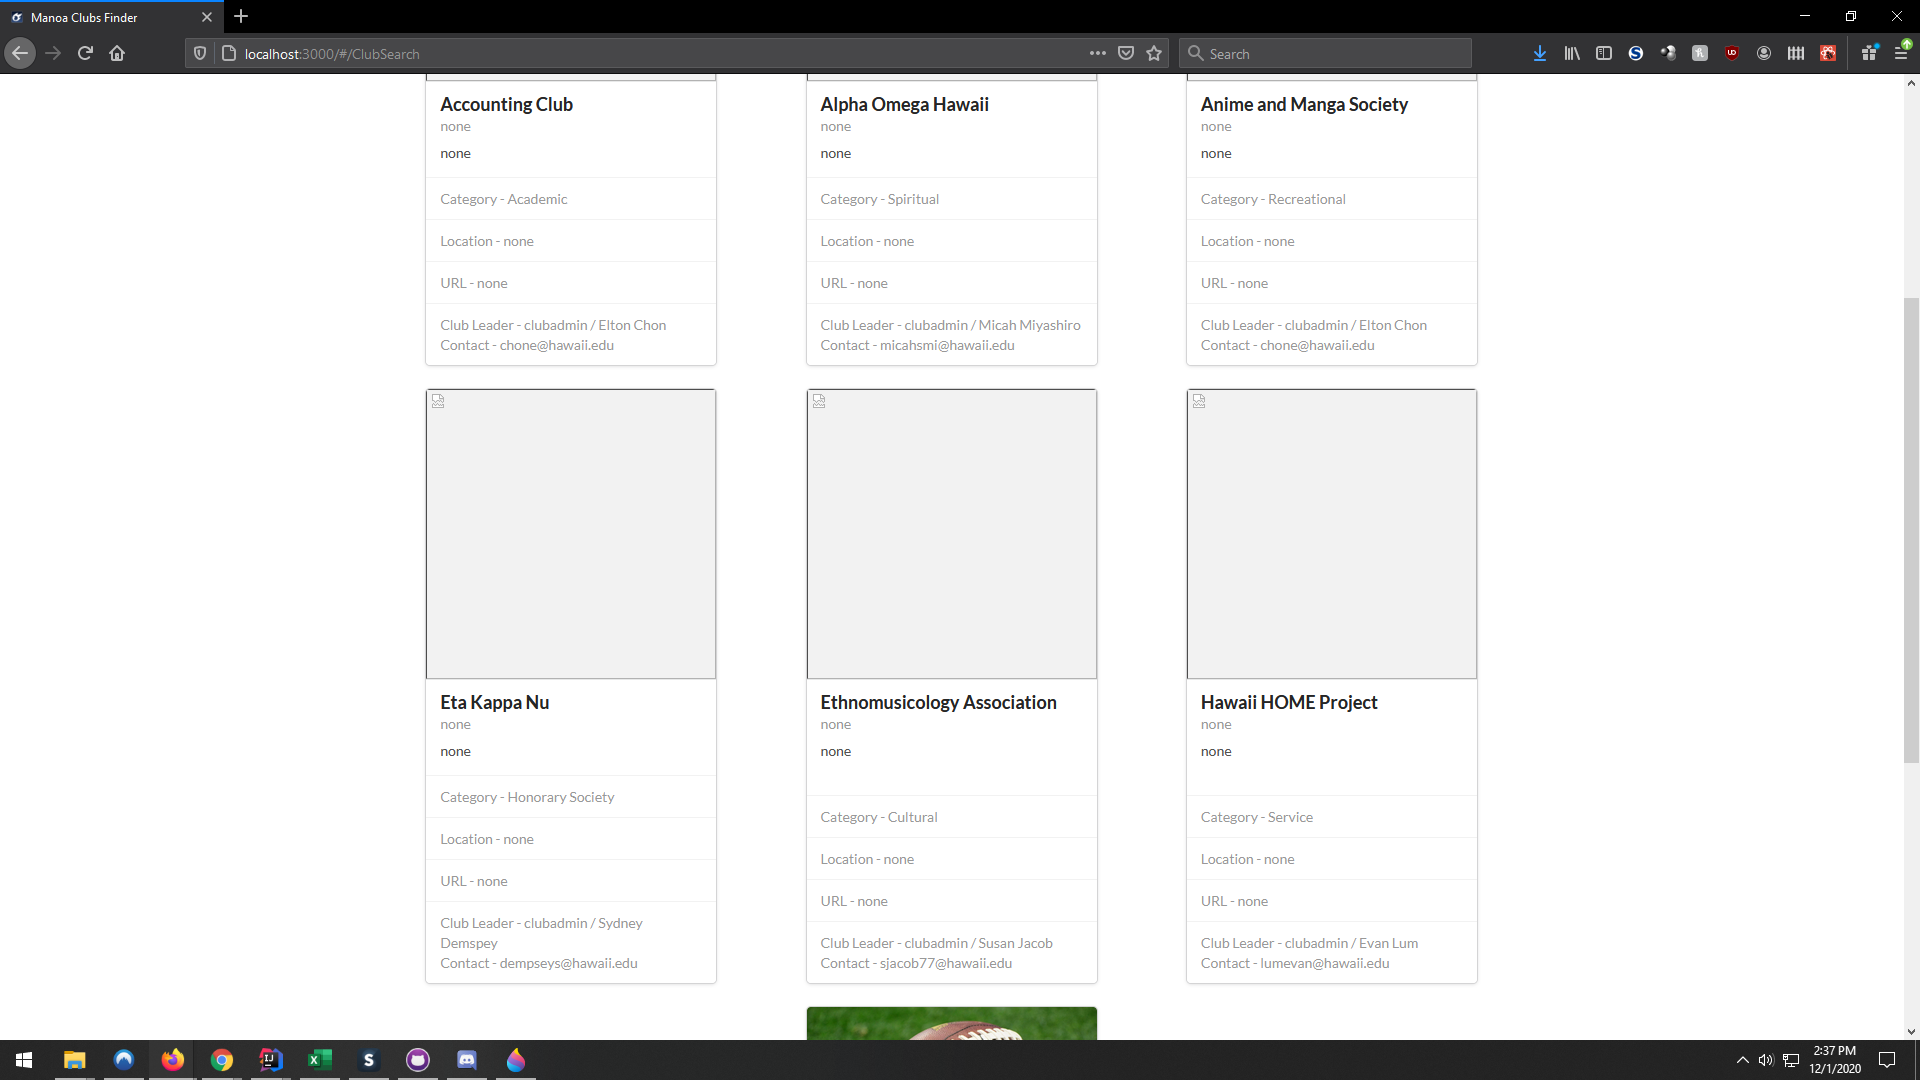 Manoa Clubs Finder
localhost:3000/#/ClubSearch
Search
Accounting Club
none
none
Category - Academic
Location - none
URL - none
Club Leader - clubadmin / Elton Chon
Contact - chone@hawaii.edu
Alpha Omega Hawaii
none
none
Category - Spiritual
Location - none
URL - none
Club Leader - clubadmin / Micah Miyashiro
Contact - micahsmi@hawaii.edu
Anime and Manga Society
none
none
Category - Recreational
Location - none
URL - none
Club Leader - clubadmin / Elton Chon
Contact - chone@hawaii.edu
Eta Kappa Nu
none
none
Category - Honorary Society
Location - none
URL - none
Club Leader - clubadmin / Sydney
Demspey
Contact - dempseys@hawaii.edu
Ethnomusicology Association
none
none
Category - Cultural
Location - none
URL - none
Club Leader - clubadmin / Susan Jacob
Contact - sjacob77@hawaii.edu
Hawaii HOME Project
none
none
Category - Service
Location - none
URL - none
Club Leader - clubadmin / Evan Lum
Contact - lumevan@hawaii.edu
2:37 PM
12/1/2020